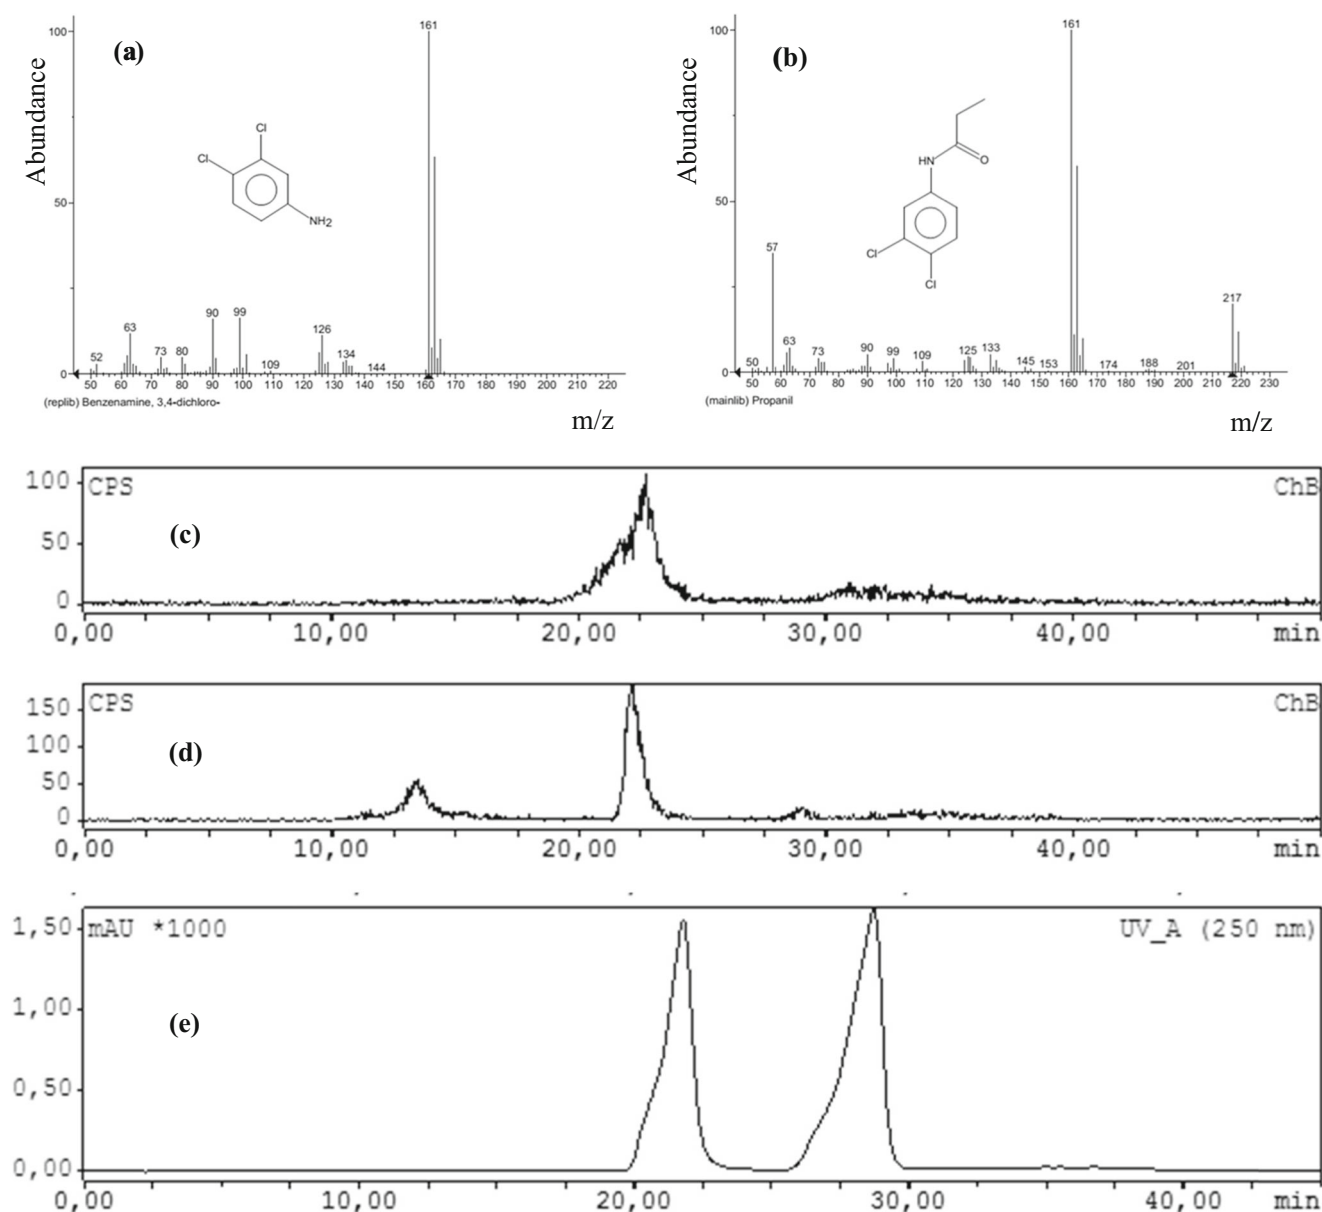 (a)
Abundance
100
50
0
161
Cl
Cl
NH2
52
63
73
80
90
99
109
126
134
144
50 60 70 80 90 100 110 120 130 140 150 160 170 180 190 200 210 220
(replib) Benzenamine, 3,4-dichloro-
m/z
(b)
Abundance
100
50
0
161
HN
O
Cl
Cl
57
217
50
63
73
90
99
109
125
133
145
153
174
188
201
50 60 70 80 90 100 110 120 130 140 150 160 170 180 190 200 210 220 230
(mainlib) Propanil
m/z
100
50
0
CPS
ChB
(c)
0,00 10,00 20,00 30,00 40,00 min
150
100
50
0
CPS
ChB
(d)
0,00 10,00 20,00 30,00 40,00 min
1,50
1,00
0,50
0,00
mAU *1000
UV_A (250 nm)
(e)
0,00 10,00 20,00 30,00 40,00 min